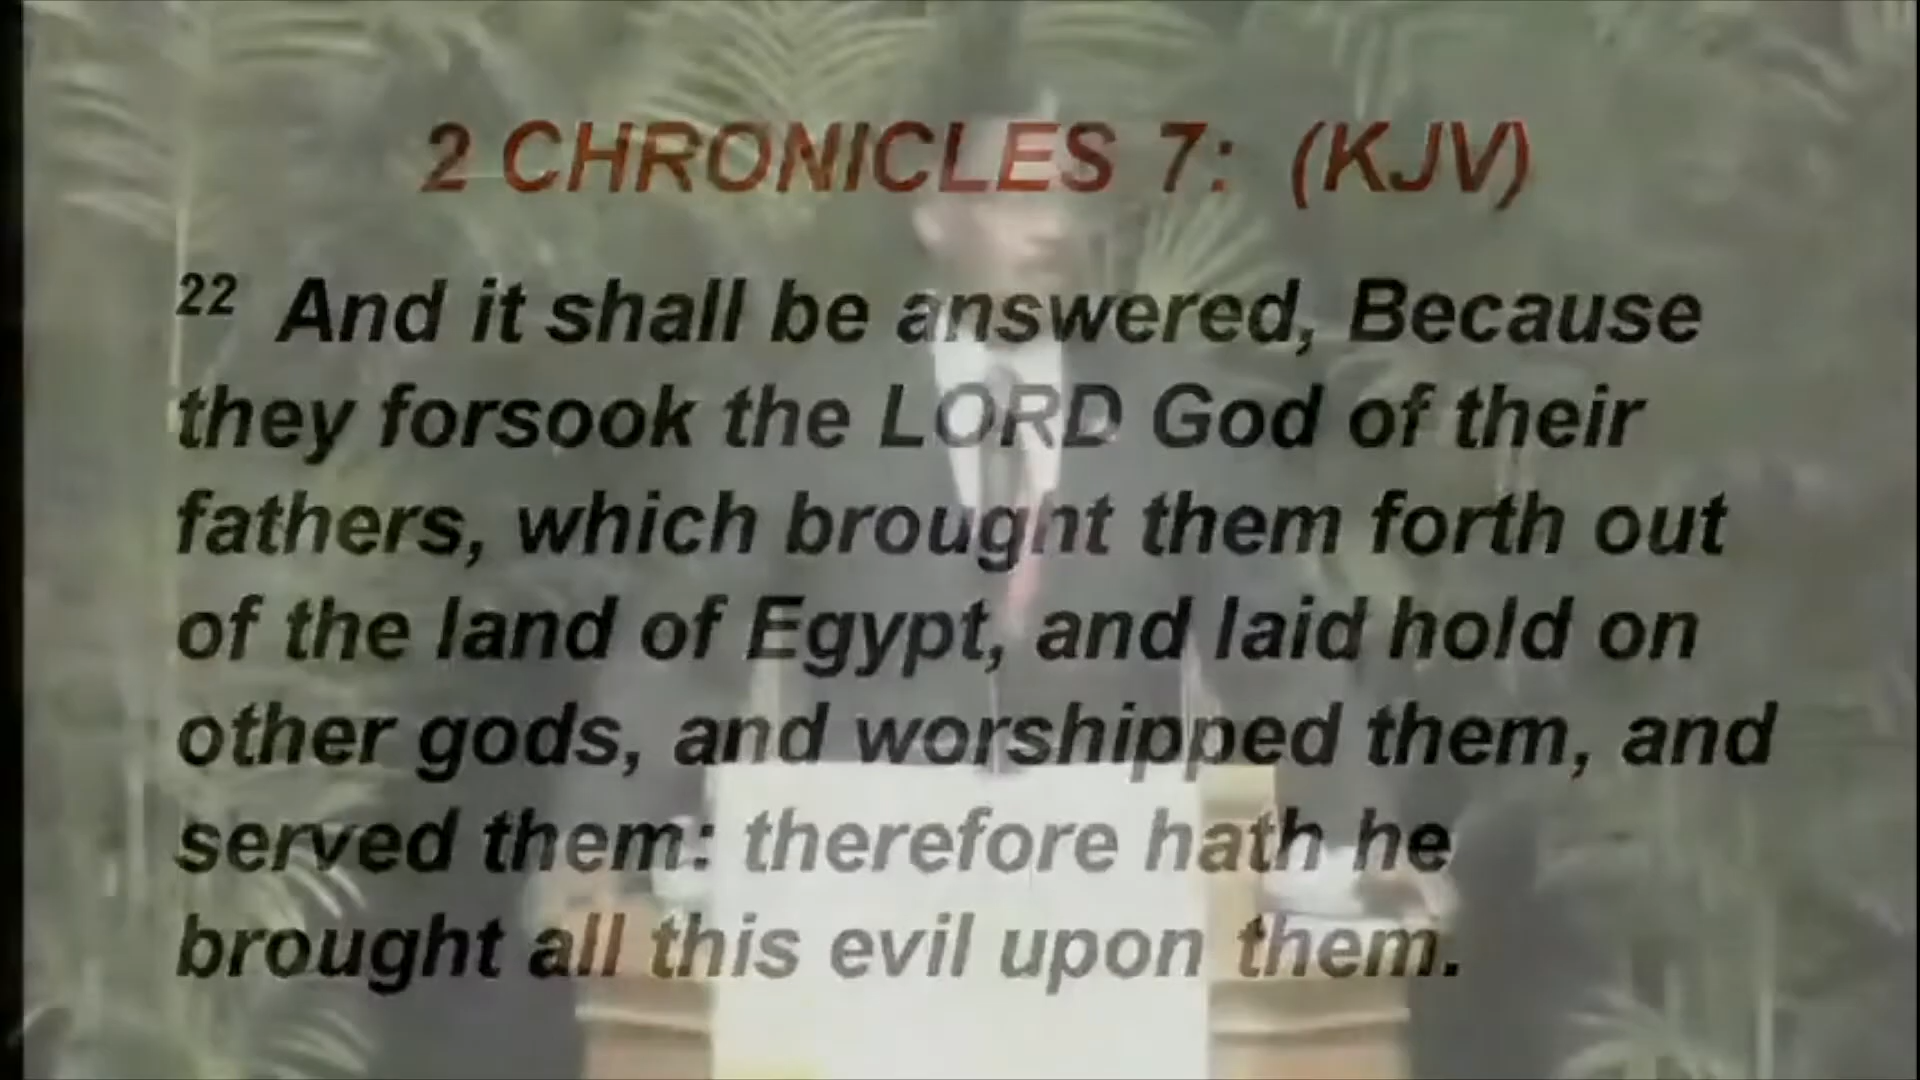 2 CHRONICLES 7: (KJV)
22 And it shall be answered, Because
they forsook the LORD God of their
fathers, which brought them forth out
of the land of Egypt, and laid hold on
other gods, and worshipped them, and
served them: therefore hath he
brought all this evil upon them.